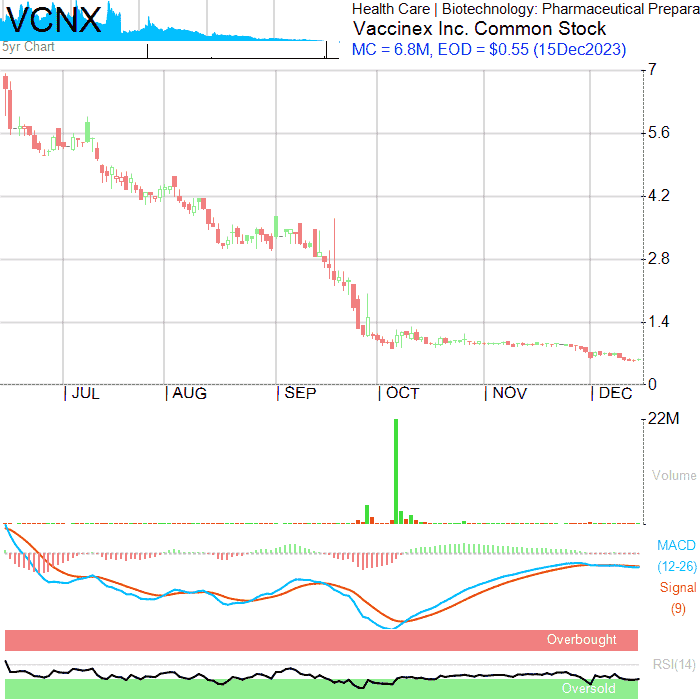 VCNX
5yr Chart
Health Care | Biotechnology: Pharmaceutical Prepara
Vaccinex Inc. Common Stock
MC = 6.8M, EOD = $0.55 (15Dec2023)
7
5.6
4.2
2.8
1.4
0
JUL
AUG
SEP
OCT
NOV
DEC
22M
Volume
MACD
(12-26)
Signal
(9)
Overbought
RSI(14)
Oversold